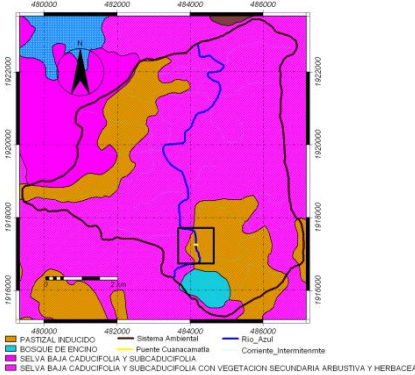 480000 482000 484000 486000
N
1922000 1922000
1920000 1920000
1918000 1918000
1916000 1916000
0 2 Km
480000 482000 484000 486000
PASTIZAL INDUCIDO Sistema Ambiental Rio_Azul
BOSQUE DE ENCINO Puente Cuanacamatla Corriente_Intermitenmte
SELVA BAJA CADUCIFOLIA Y SUBCADUCIFOLIA
SELVA BAJA CADUCIFOLIA Y SUBCADUCIFOLIA CON VEGETACION SECUNDARIA ARBUSTIVA Y HERBACEA